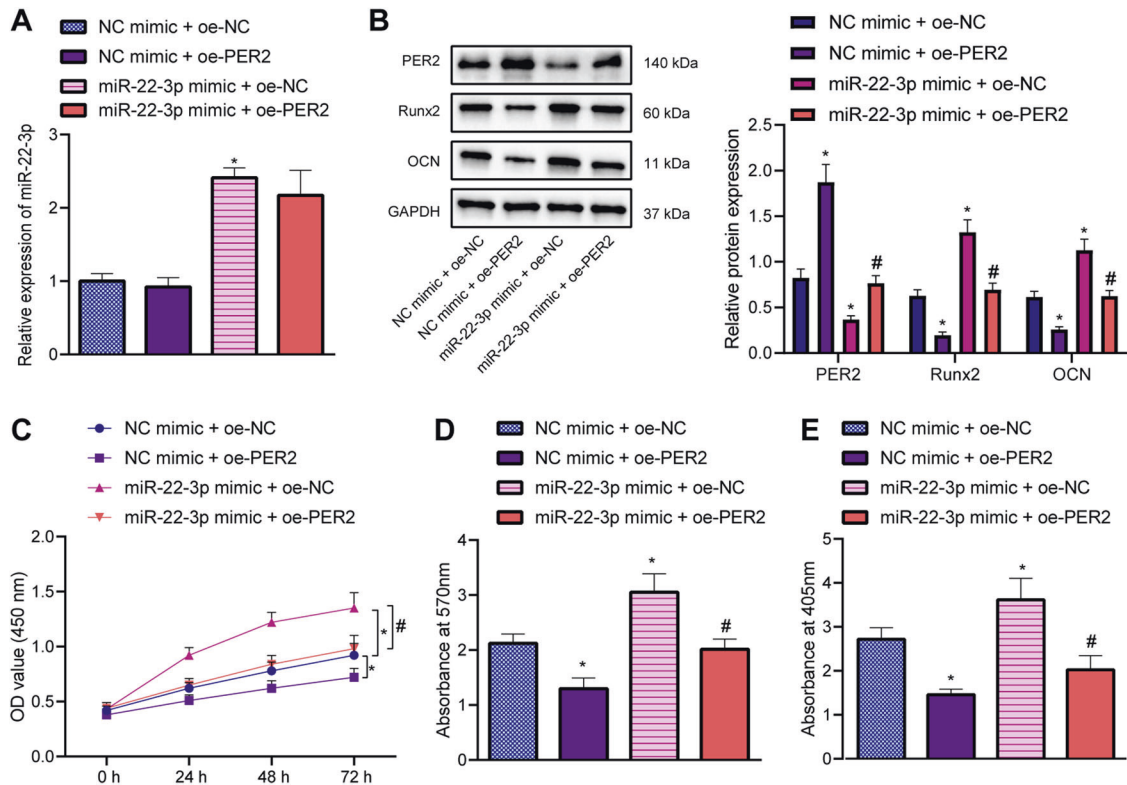 A
NC mimic + oe-NC
NC mimic + oe-PER2
miR-22-3p mimic + oe-NC
miR-22-3p mimic + oe-PER2
Relative expression of miR-22-3p
3
2
1
0
*
B
PER2
140 kDa
Runx2
60 kDa
OCN
11 kDa
GAPDH
37 kDa
NC mimic + oe-NC
NC mimic + oe-PER2
miR-22-3p mimic + oe-NC
miR-22-3p mimic + oe-PER2
NC mimic + oe-NC
NC mimic + oe-PER2
miR-22-3p mimic + oe-NC
miR-22-3p mimic + oe-PER2
Relative protein expression
2.5
2.0
1.5
1.0
0.5
0.0
* * #
* * #
* * #
PER2 Runx2 OCN
C
NC mimic + oe-NC
NC mimic + oe-PER2
miR-22-3p mimic + oe-NC
miR-22-3p mimic + oe-PER2
OD value (450 nm)
2.0
1.5
1.0
0.5
0.0
* #
*
0 h 24 h 48 h 72 h
D
NC mimic + oe-NC
NC mimic + oe-PER2
miR-22-3p mimic + oe-NC
miR-22-3p mimic + oe-PER2
Absorbance at 570nm
4
3
2
1
0
* * #
E
NC mimic + oe-NC
NC mimic + oe-PER2
miR-22-3p mimic + oe-NC
miR-22-3p mimic + oe-PER2
Absorbance at 405nm
5
4
3
2
1
0
* * #